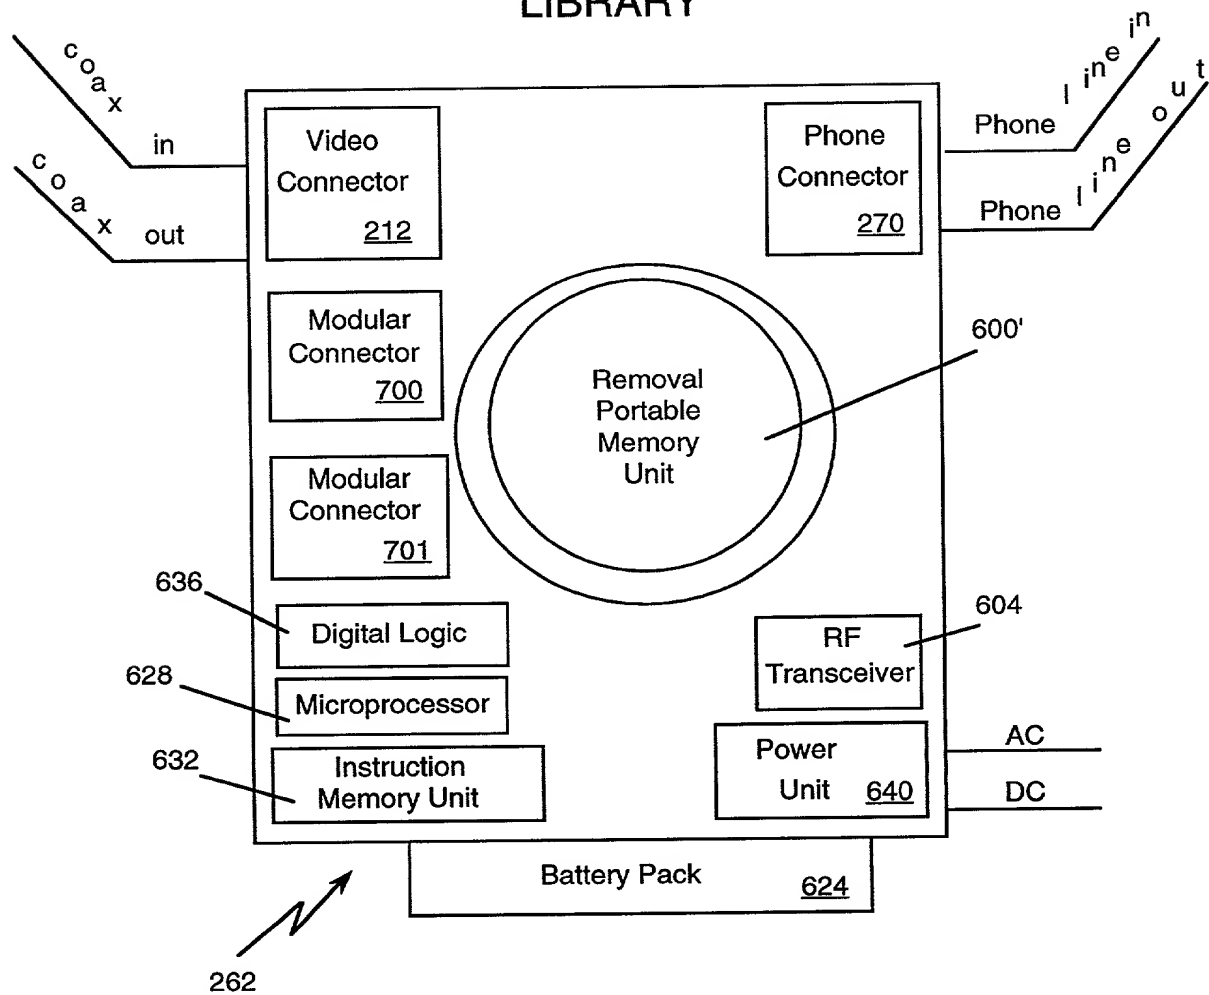 LIBRARY
coax in
coax out
Video
Connector
212
Phone
Connector
270
Phone line in
Phone line out
Modular
Connector
700
Removal
Portable
Memory
Unit
600'
Modular
Connector
701
636
Digital Logic
628
Microprocessor
632
Instruction
Memory Unit
RF
Transceiver
604
Power
Unit 640
AC
DC
Battery Pack 624
262